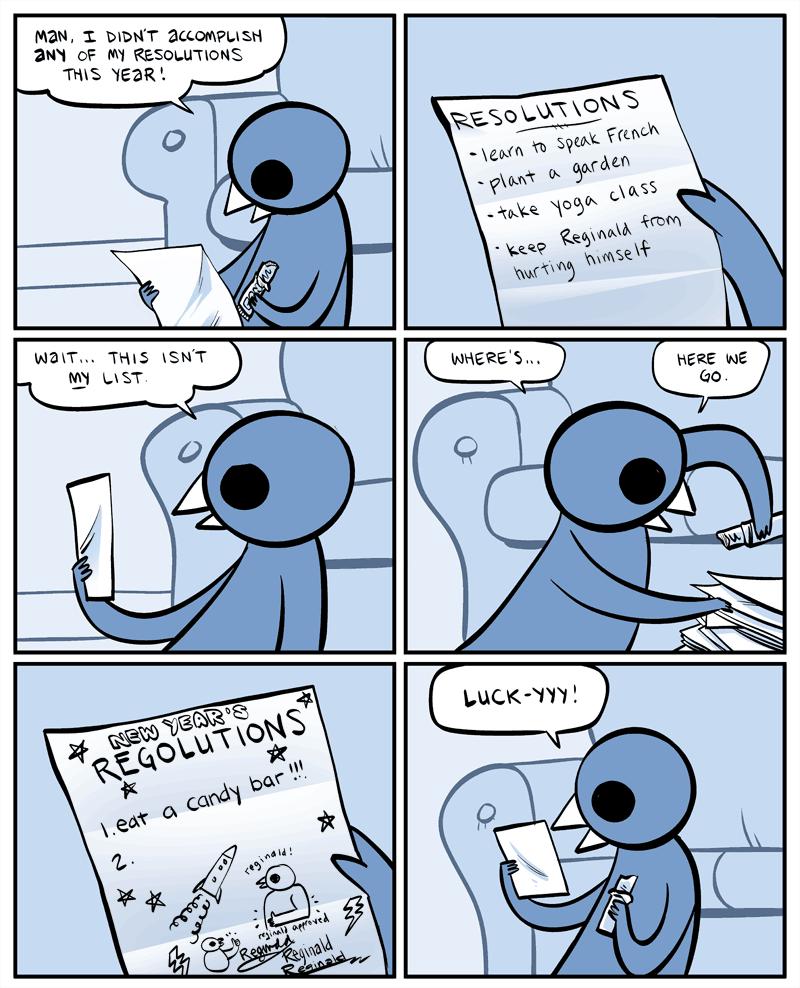 MAN, I DIDN'T ACCOMPLISH
ANY OF MY RESOLUTIONS
THIS YEAR!
RESOLUTIONS
• learn to speak French
• plant a garden
• take yoga class
• keep Reginald from
hurting himself
WAIT... THIS ISN'T
MY LIST.
WHERE'S...
HERE WE
GO.
NEW YEAR'S
REGOLUTIONS
1. eat a candy bar!!!
2.
reginald!
reginald approved
Reginald
Reginald
Reginald
LUCK-YYY!